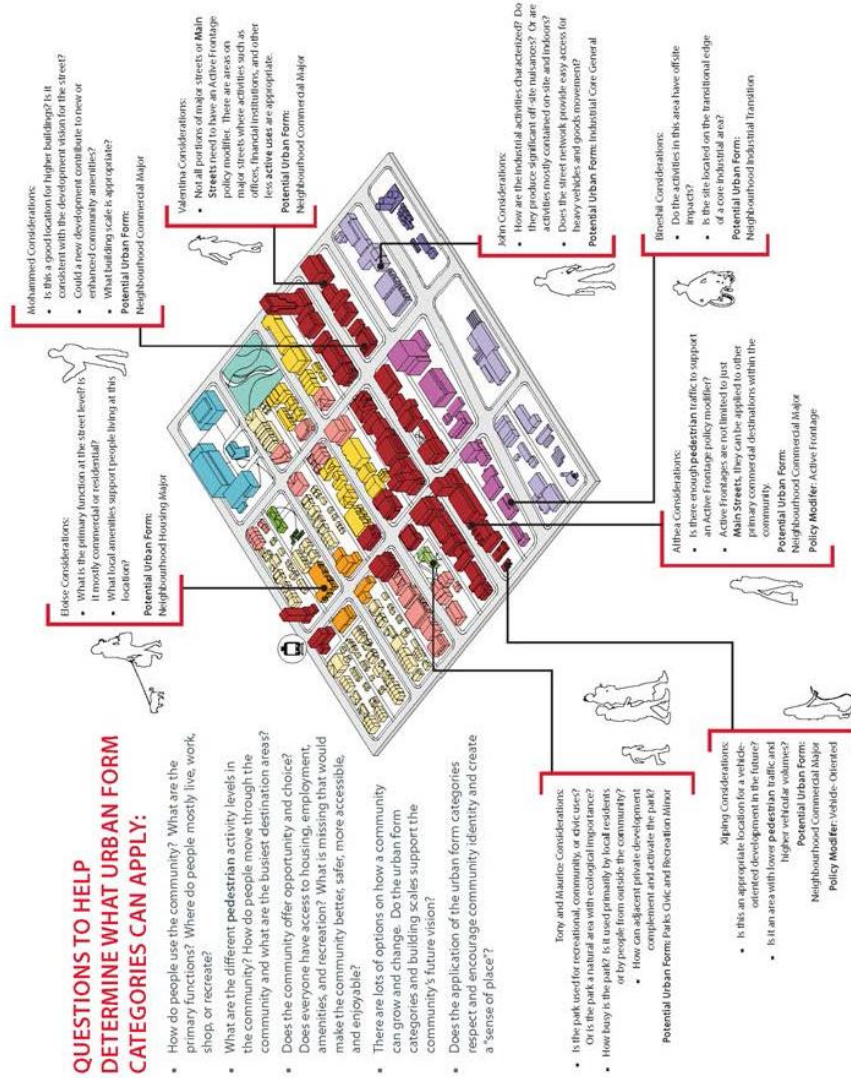 QUESTIONS TO HELP
DETERMINE WHAT URBAN FORM
CATEGORIES CAN APPLY:
• How do people use the community? What are the
primary functions? Where do people mostly live, work,
shop, or recreate?
• What are the different pedestrian activity levels in
the community? How do people move through the
community and what are the busiest destination areas?
• Does the community offer opportunity and choice?
Does everyone have access to housing, employment,
amenities, and recreation? What is missing that would
make the community better, safer, more accessible,
and enjoyable?
• There are lots of options on how a community
can grow and change. Do the urban form
categories and building scales support the
community's future vision?
• Does the application of the urban form categories
respect and encourage community identity and create
a "sense of place"?
Eloise Considerations:
• What is the primary function at the street level? Is
it mostly commercial or residential?
• What local amenities support people living at this
location?
Potential Urban Form:
Neighbourhood Housing Major
Mohammed Considerations:
• Is this a good location for higher buildings? Is it
consistent with the development vision for the street?
• Could a new development contribute to new or
enhanced community amenities?
• What building scale is appropriate?
Potential Urban Form:
Neighbourhood Commercial Major
Valentina Considerations:
• Not all portions of major streets or Main
Streets need to have an Active Frontage
policy modifier. There are areas on
major streets where activities such as
offices, financial institutions, and other
less active uses are appropriate.
Potential Urban Form:
Neighbourhood Commercial Major
John Considerations:
• How are the industrial activities characterized? Do
they produce significant off-site nuisances? Or are
activities mostly contained on-site and indoors?
• Does the street network provide easy access for
heavy vehicles and goods movement?
Potential Urban Form: Industrial Core General
Bineshii Considerations:
• Do the activities in this area have offsite
impacts?
• Is the site located on the transitional edge
of a core industrial area?
Potential Urban Form:
Neighbourhood Industrial Transition
Althea Considerations:
• Is there enough pedestrian traffic to support
an Active Frontage policy modifier?
• Active Frontages are not limited to just
Main Streets, they can be applied to other
primary commercial destinations within the
community.
Potential Urban Form:
Neighbourhood Commercial Major
Policy Modifer: Active Frontage
Tony and Maurice Considerations:
• Is the park used for recreational, community, or civic uses?
Or is the park a natural area with ecological importance?
• How busy is the park? Is it used primarily by local residents
or by people from outside the community?
• How can adjacent private development
complement and activate the park?
Potential Urban Form: Parks Civic and Recreation Minor
Xiping Considerations:
• Is this an appropriate location for a vehicle-
oriented development in the future?
• Is it an area with lower pedestrian traffic and
higher vehicular volumes?
Potential Urban Form:
Neighbourhood Commercial Major
Policy Modifer: Vehicle-Oriented